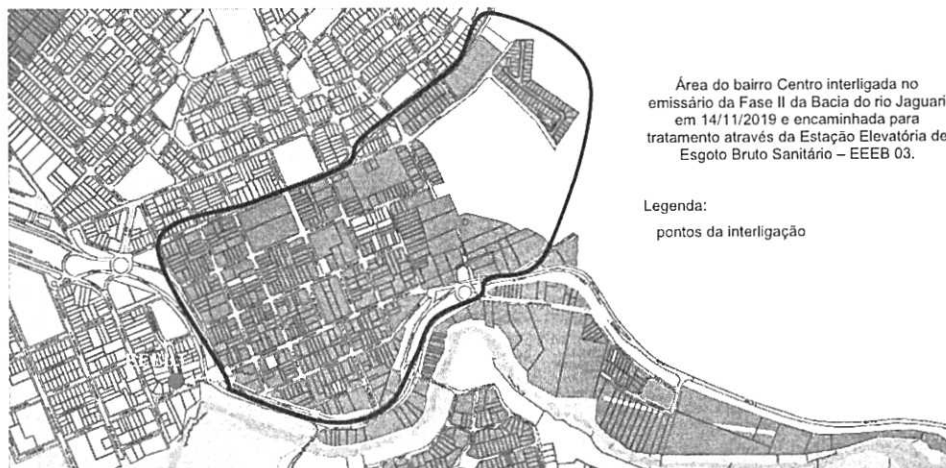 Área do bairro Centro interligada no
emissário da Fase II da Bacia do rio Jaguari
em 14/11/2019 e encaminhada para
tratamento através da Estação Elevatória de
Esgoto Bruto Sanitário – EEEB 03.
Legenda:
pontos da interligação